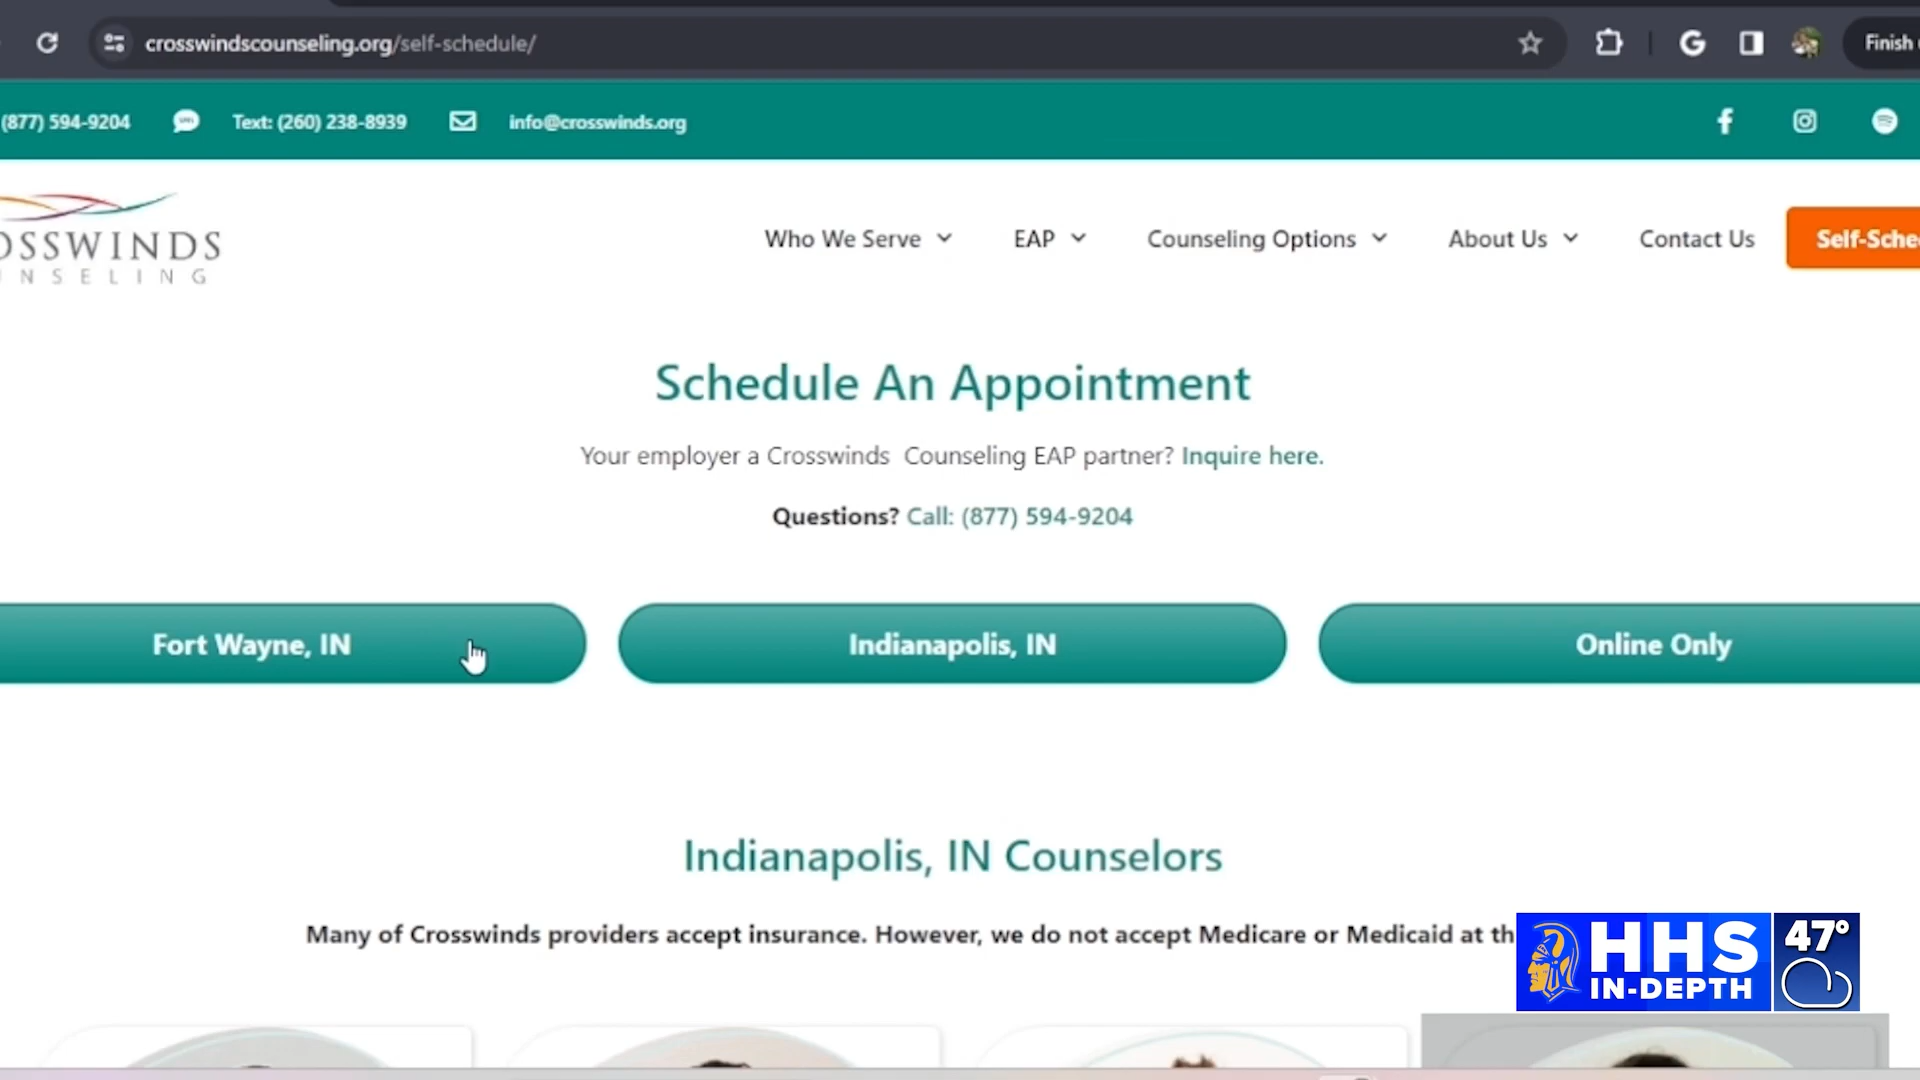 crosswindscounseling.org/self-schedule/
Finish
(877) 594-9204
Text: (260) 238-8939
info@crosswinds.org
OSSWINDS
NSELING
Who We Serve
EAP
Counseling Options
About Us
Contact Us
Self-Sche
Schedule An Appointment
Your employer a Crosswinds Counseling EAP partner? Inquire here.
Questions? Call: (877) 594-9204
Fort Wayne, IN
Indianapolis, IN
Online Only
Indianapolis, IN Counselors
Many of Crosswinds providers accept insurance. However, we do not accept Medicare or Medicaid at th
HHS
IN-DEPTH
47°